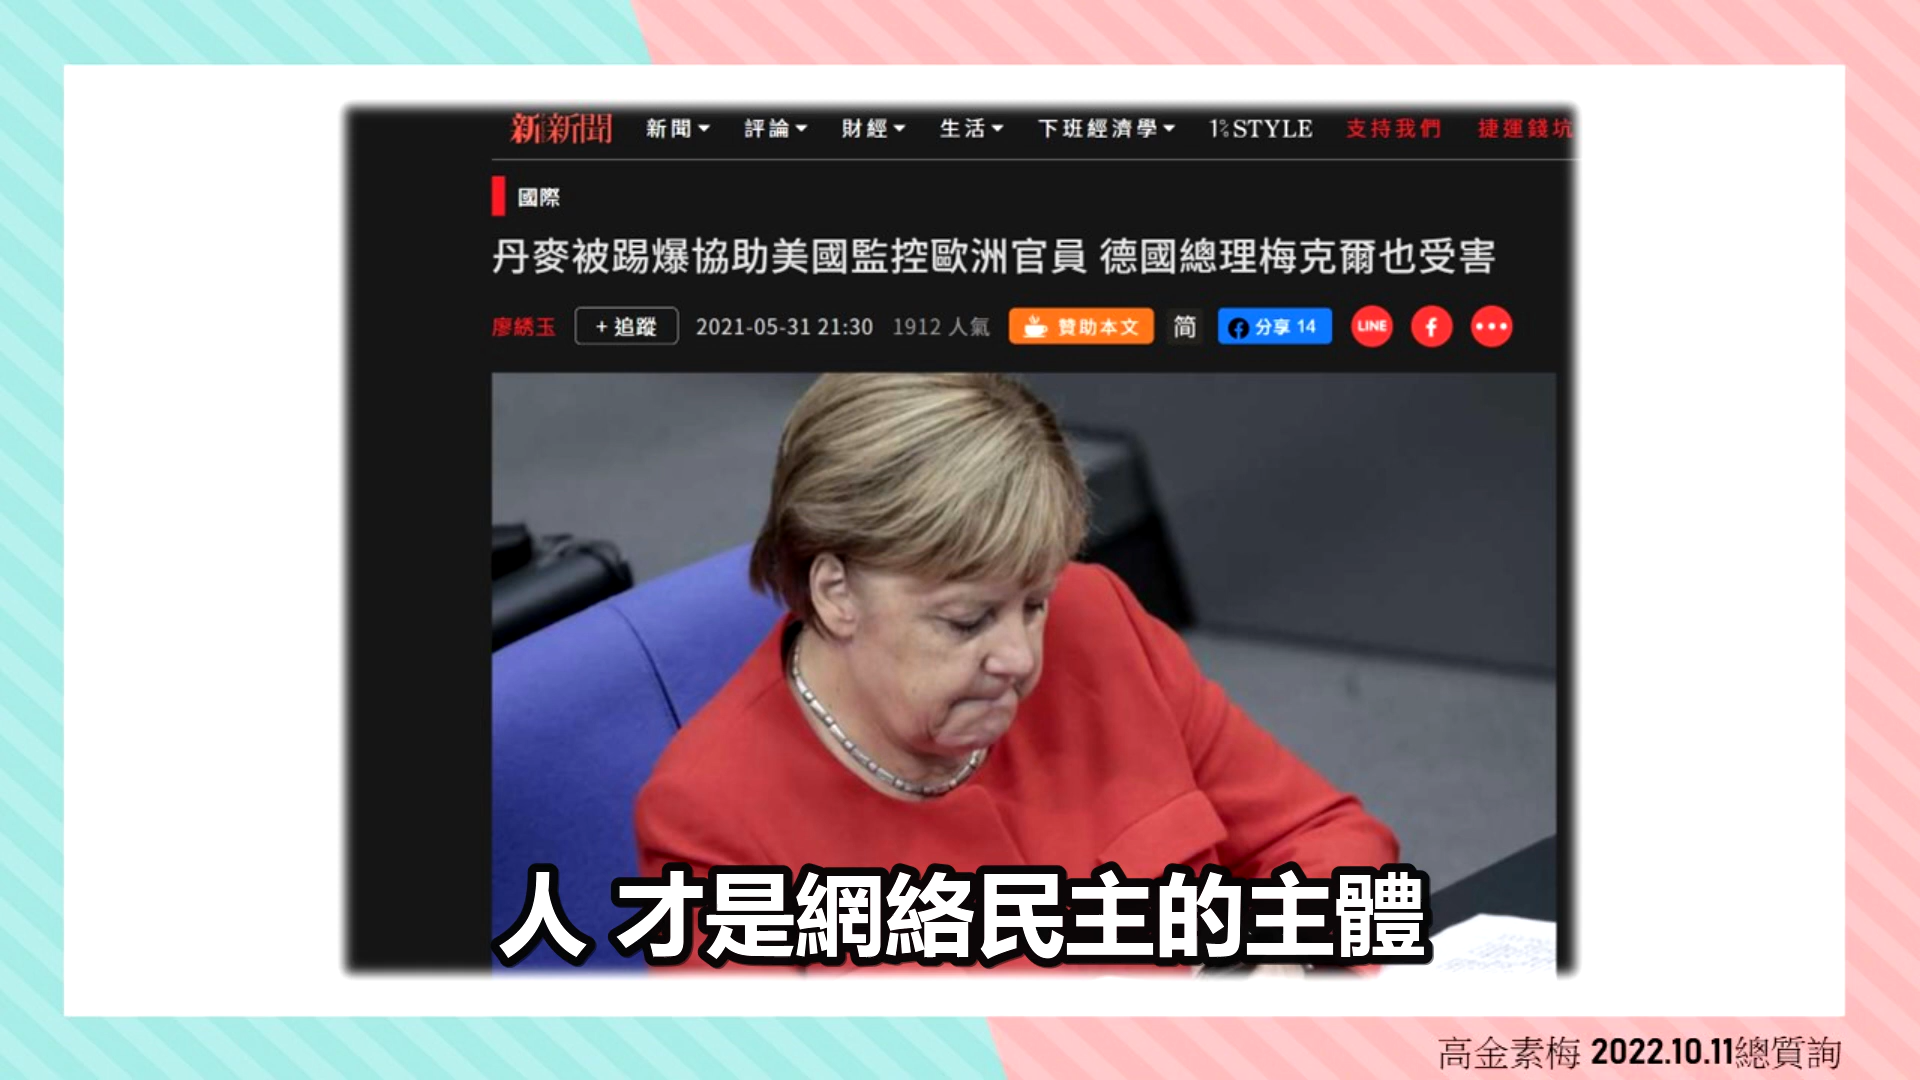 新新聞 新聞 評論 財經 生活 下班經濟學 1%STYLE 支持我們 捷運錢坑
國際
丹麥被踢爆協助美國監控歐洲官員 德國總理梅克爾也受害
廖綉玉 + 追蹤 2021-05-31 21:30 1912 人氣 贊助本文 简 分享 14 LINE
人 才是網絡民主的主體
高金素梅 2022.10.11總質詢